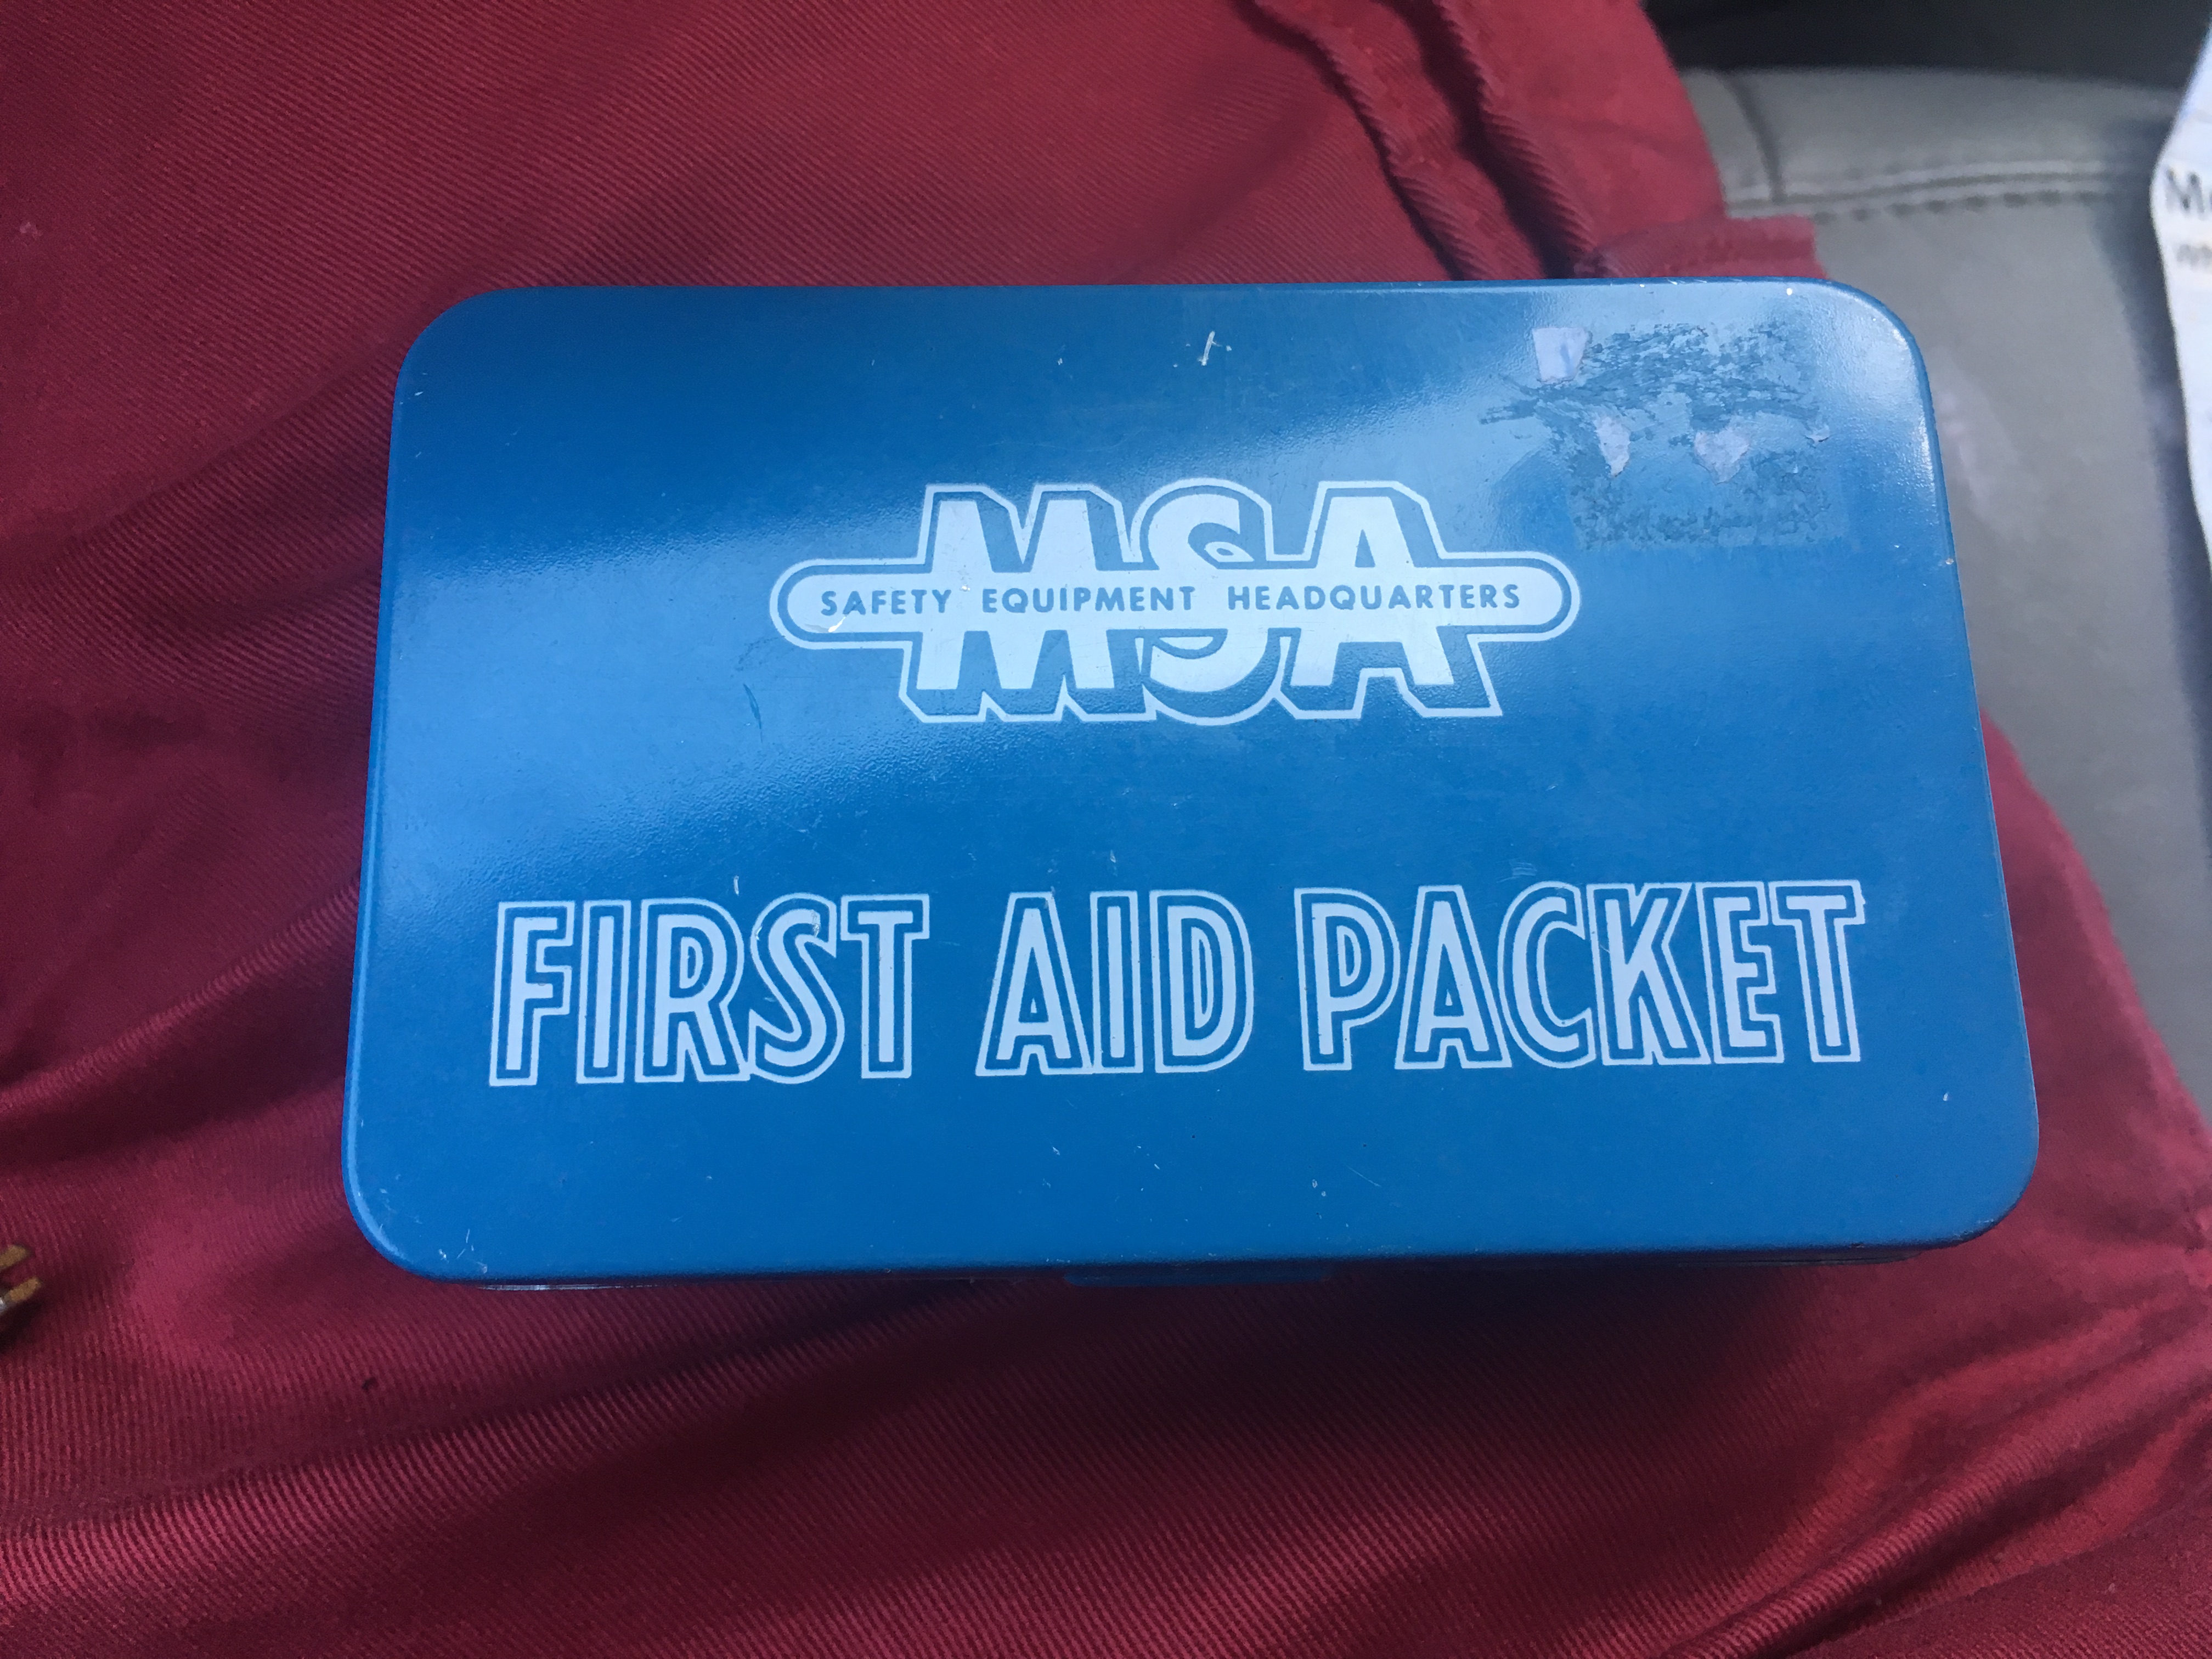 MSA
SAFETY EQUIPMENT HEADQUARTERS
FIRST AID PACKET